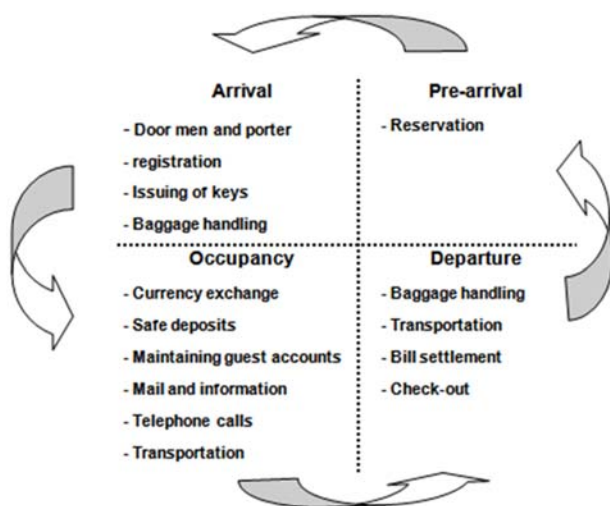 Arrival
- Door men and porter
- registration
- Issuing of keys
- Baggage handling
Pre-arrival
- Reservation
Occupancy
- Currency exchange
- Safe deposits
- Maintaining guest accounts
- Mail and information
- Telephone calls
- Transportation
Departure
- Baggage handling
- Transportation
- Bill settlement
- Check-out